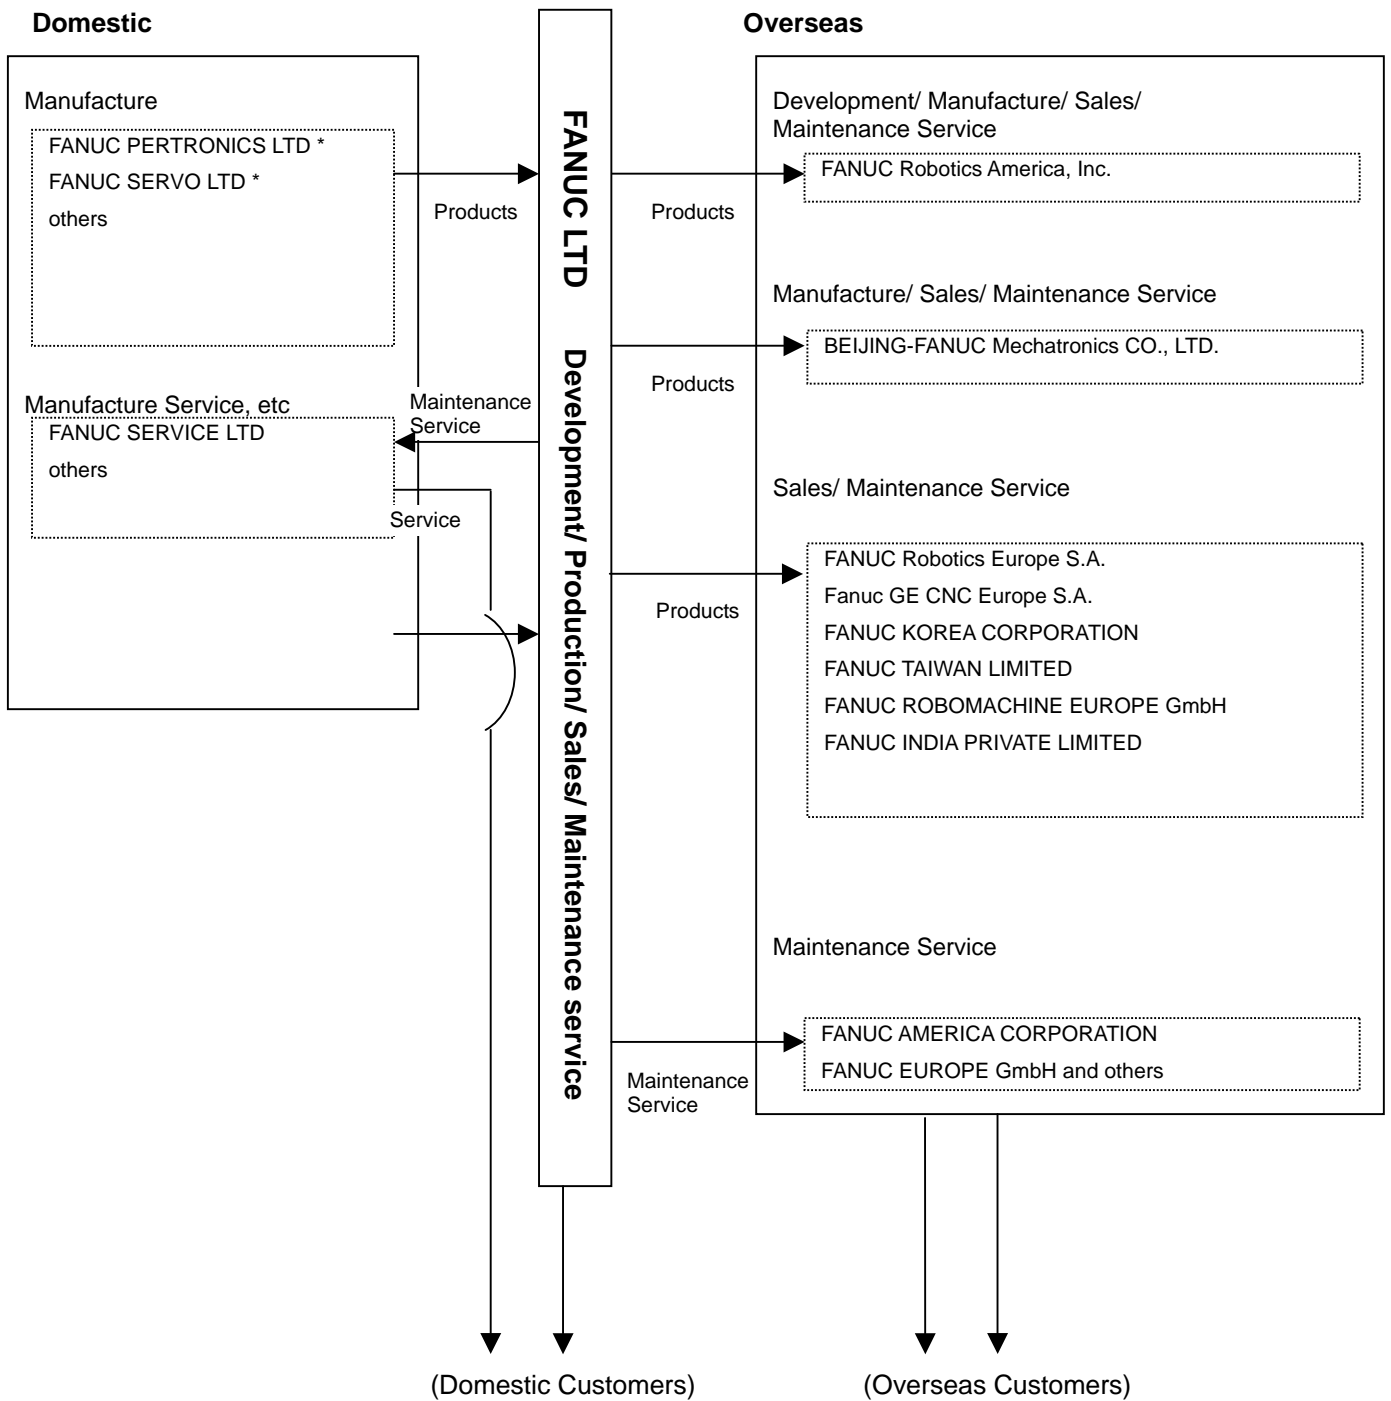 Domestic
Overseas
Manufacture
FANUC PERTRONICS LTD *
FANUC SERVO LTD *
others
Products
Manufacture Service, etc
FANUC SERVICE LTD
others
Maintenance
Service
Service
FANUC LTD Development/ Production/ Sales/ Maintenance service
Development/ Manufacture/ Sales/
Maintenance Service
FANUC Robotics America, Inc.
Products
Manufacture/ Sales/ Maintenance Service
BEIJING-FANUC Mechatronics CO., LTD.
Products
Sales/ Maintenance Service
FANUC Robotics Europe S.A.
Fanuc GE CNC Europe S.A.
FANUC KOREA CORPORATION
FANUC TAIWAN LIMITED
FANUC ROBOMACHINE EUROPE GmbH
FANUC INDIA PRIVATE LIMITED
Products
Maintenance Service
FANUC AMERICA CORPORATION
FANUC EUROPE GmbH and others
Maintenance
Service
(Domestic Customers)
(Overseas Customers)